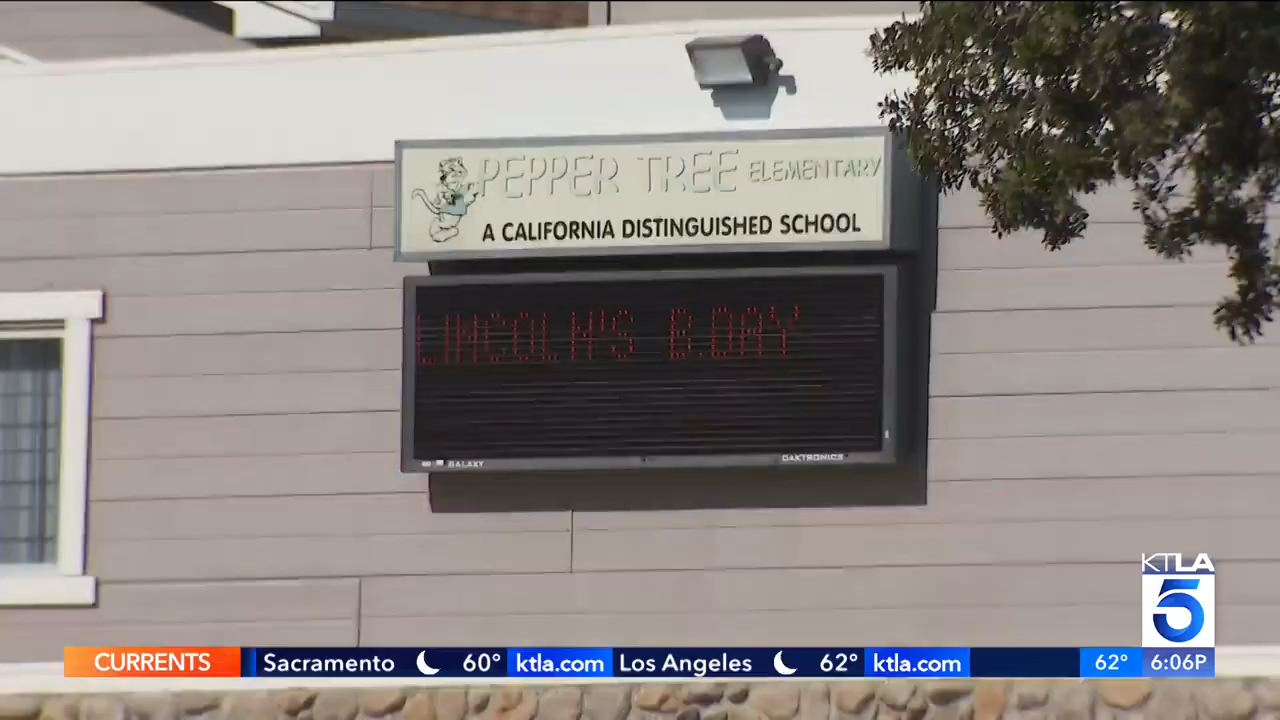 PEPPER TREE ELEMENTARY
A CALIFORNIA DISTINGUISHED SCHOOL
LINCOLN'S B.DAY
GALAXY
DAKTRONICS
KTLA
5
CURRENTS Sacramento 60° ktla.com Los Angeles 62° ktla.com 62° 6:06P